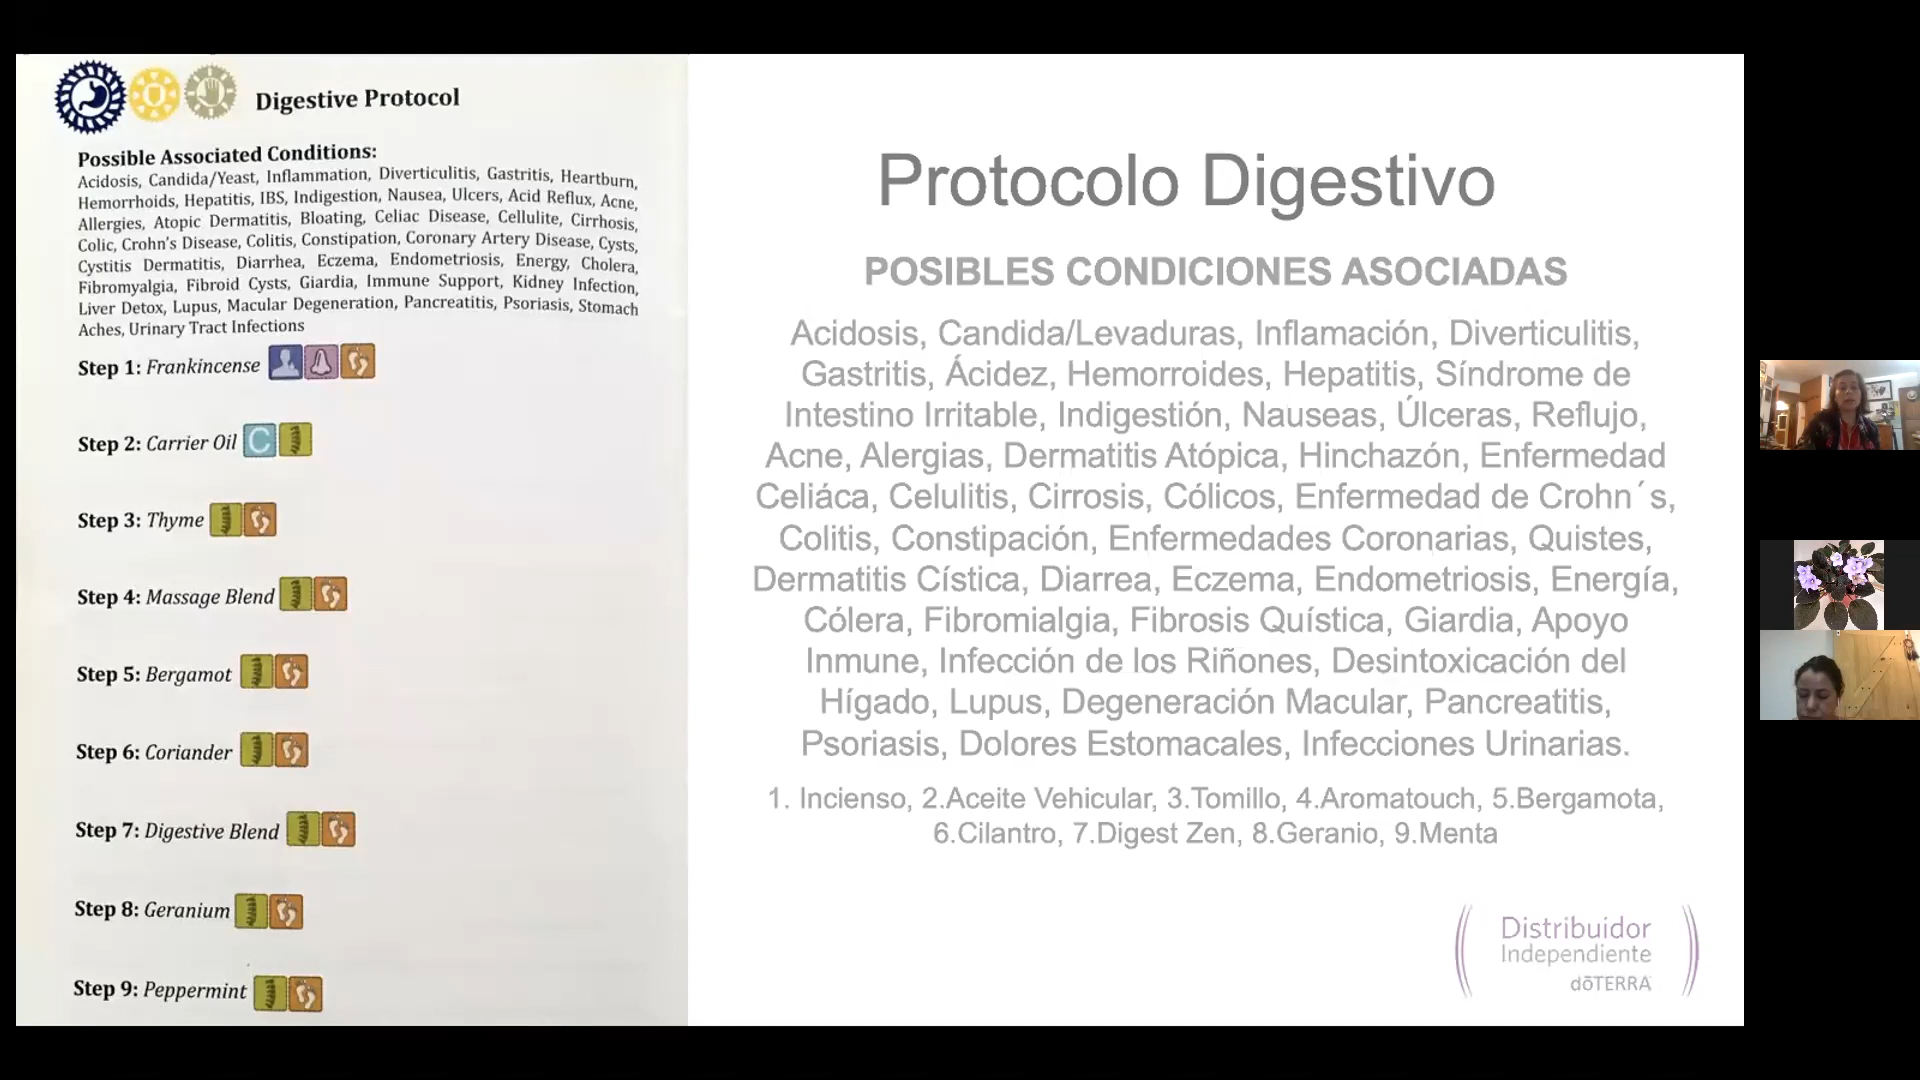 Digestive Protocol
Possible Associated Conditions:
Acidosis, Candida/Yeast, Inflammation, Diverticulitis, Gastritis, Heartburn,
Hemorrhoids, Hepatitis, IBS, Indigestion, Nausea, Ulcers, Acid Reflux, Acne,
Allergies, Atopic Dermatitis, Bloating, Celiac Disease, Cellulite, Cirrhosis,
Colic, Crohn's Disease, Colitis, Constipation, Coronary Artery Disease, Cysts,
Cystitis Dermatitis, Diarrhea, Eczema, Endometriosis, Energy, Cholera,
Fibromyalgia, Fibroid Cysts, Giardia, Immune Support, Kidney Infection,
Liver Detox, Lupus, Macular Degeneration, Pancreatitis, Psoriasis, Stomach
Aches, Urinary Tract Infections
Step 1: Frankincense
Step 2: Carrier Oil C
Step 3: Thyme
Step 4: Massage Blend
Step 5: Bergamot
Step 6: Coriander
Step 7: Digestive Blend
Step 8: Geranium
Step 9: Peppermint
Protocolo Digestivo
POSIBLES CONDICIONES ASOCIADAS
Acidosis, Candida/Levaduras, Inflamación, Diverticulitis,
Gastritis, Ácidez, Hemorroides, Hepatitis, Síndrome de
Intestino Irritable, Indigestión, Nauseas, Úlceras, Reflujo,
Acne, Alergias, Dermatitis Atópica, Hinchazón, Enfermedad
Celiáca, Celulitis, Cirrosis, Cólicos, Enfermedad de Crohn´s,
Colitis, Constipación, Enfermedades Coronarias, Quistes,
Dermatitis Cística, Diarrea, Eczema, Endometriosis, Energía,
Cólera, Fibromialgia, Fibrosis Quística, Giardia, Apoyo
Inmune, Infección de los Riñones, Desintoxicación del
Hígado, Lupus, Degeneración Macular, Pancreatitis,
Psoriasis, Dolores Estomacales, Infecciones Urinarias.
1. Incienso, 2.Aceite Vehicular, 3.Tomillo, 4.Aromatouch, 5.Bergamota,
6.Cilantro, 7.Digest Zen, 8.Geranio, 9.Menta
Distribuidor
Independiente
dōTERRA